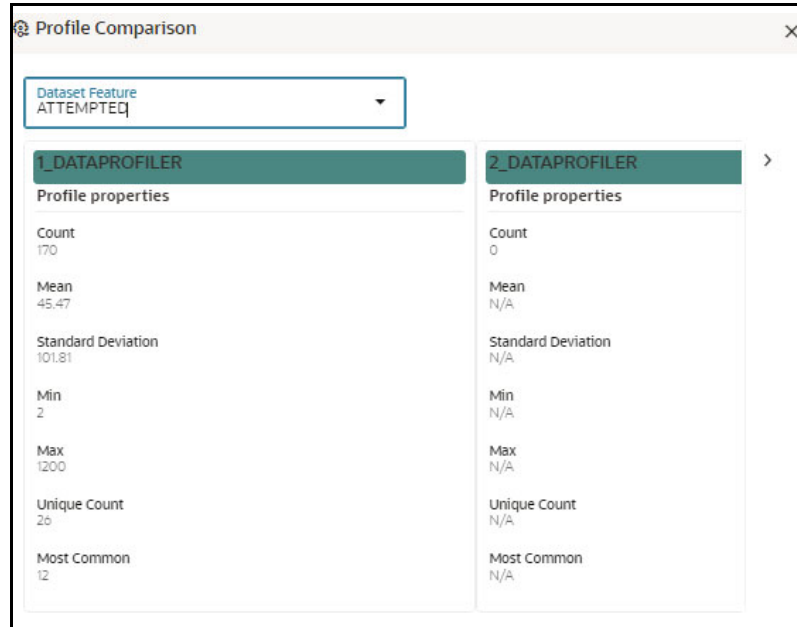 Profile Comparison
Dataset Feature
ATTEMPTED
1_DATAPROFILER
Profile properties
Count
170
Mean
45.47
Standard Deviation
101.81
Min
2
Max
1200
Unique Count
26
Most Common
12
2_DATAPROFILER
Profile properties
Count
0
Mean
N/A
Standard Deviation
N/A
Min
N/A
Max
N/A
Unique Count
N/A
Most Common
N/A